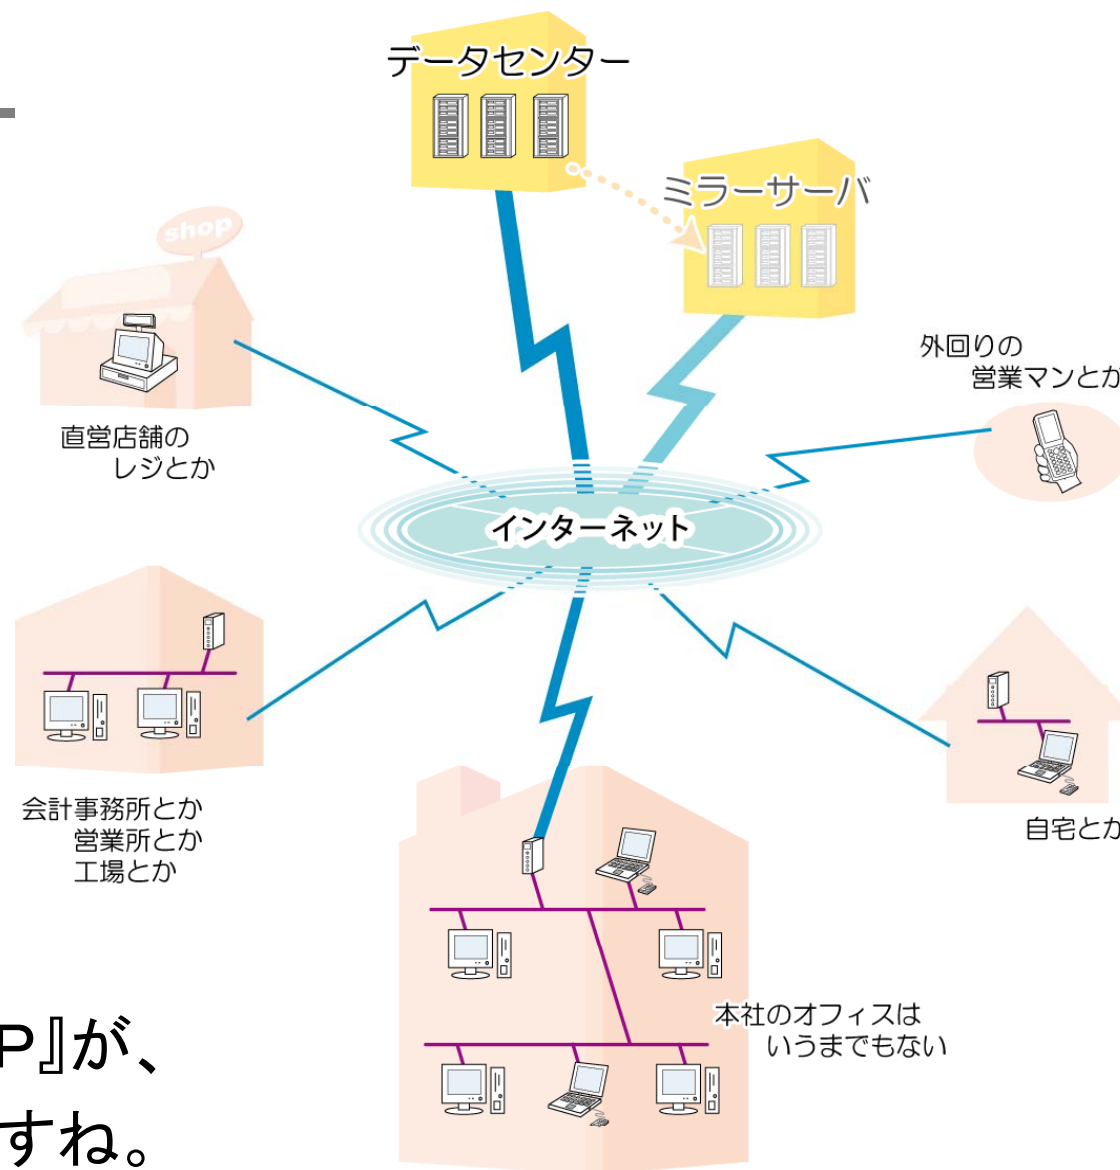 データセンター
ミラーサーバ
shop
外回りの
営業マンとか
直営店舗の
レジとか
インターネット
会計事務所とか
営業所とか
工場とか
自宅とか
本社のオフィスは
いうまでもない
P』が、
すね。